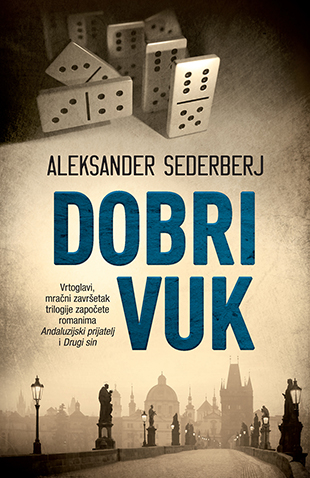 ALEKSANDER SEDERBERJ
DOBRI
VUK
Vrtoglavi,
mračni završetak
trilogije započete
romanima
Andaluzijski prijatelj
i Drugi sin